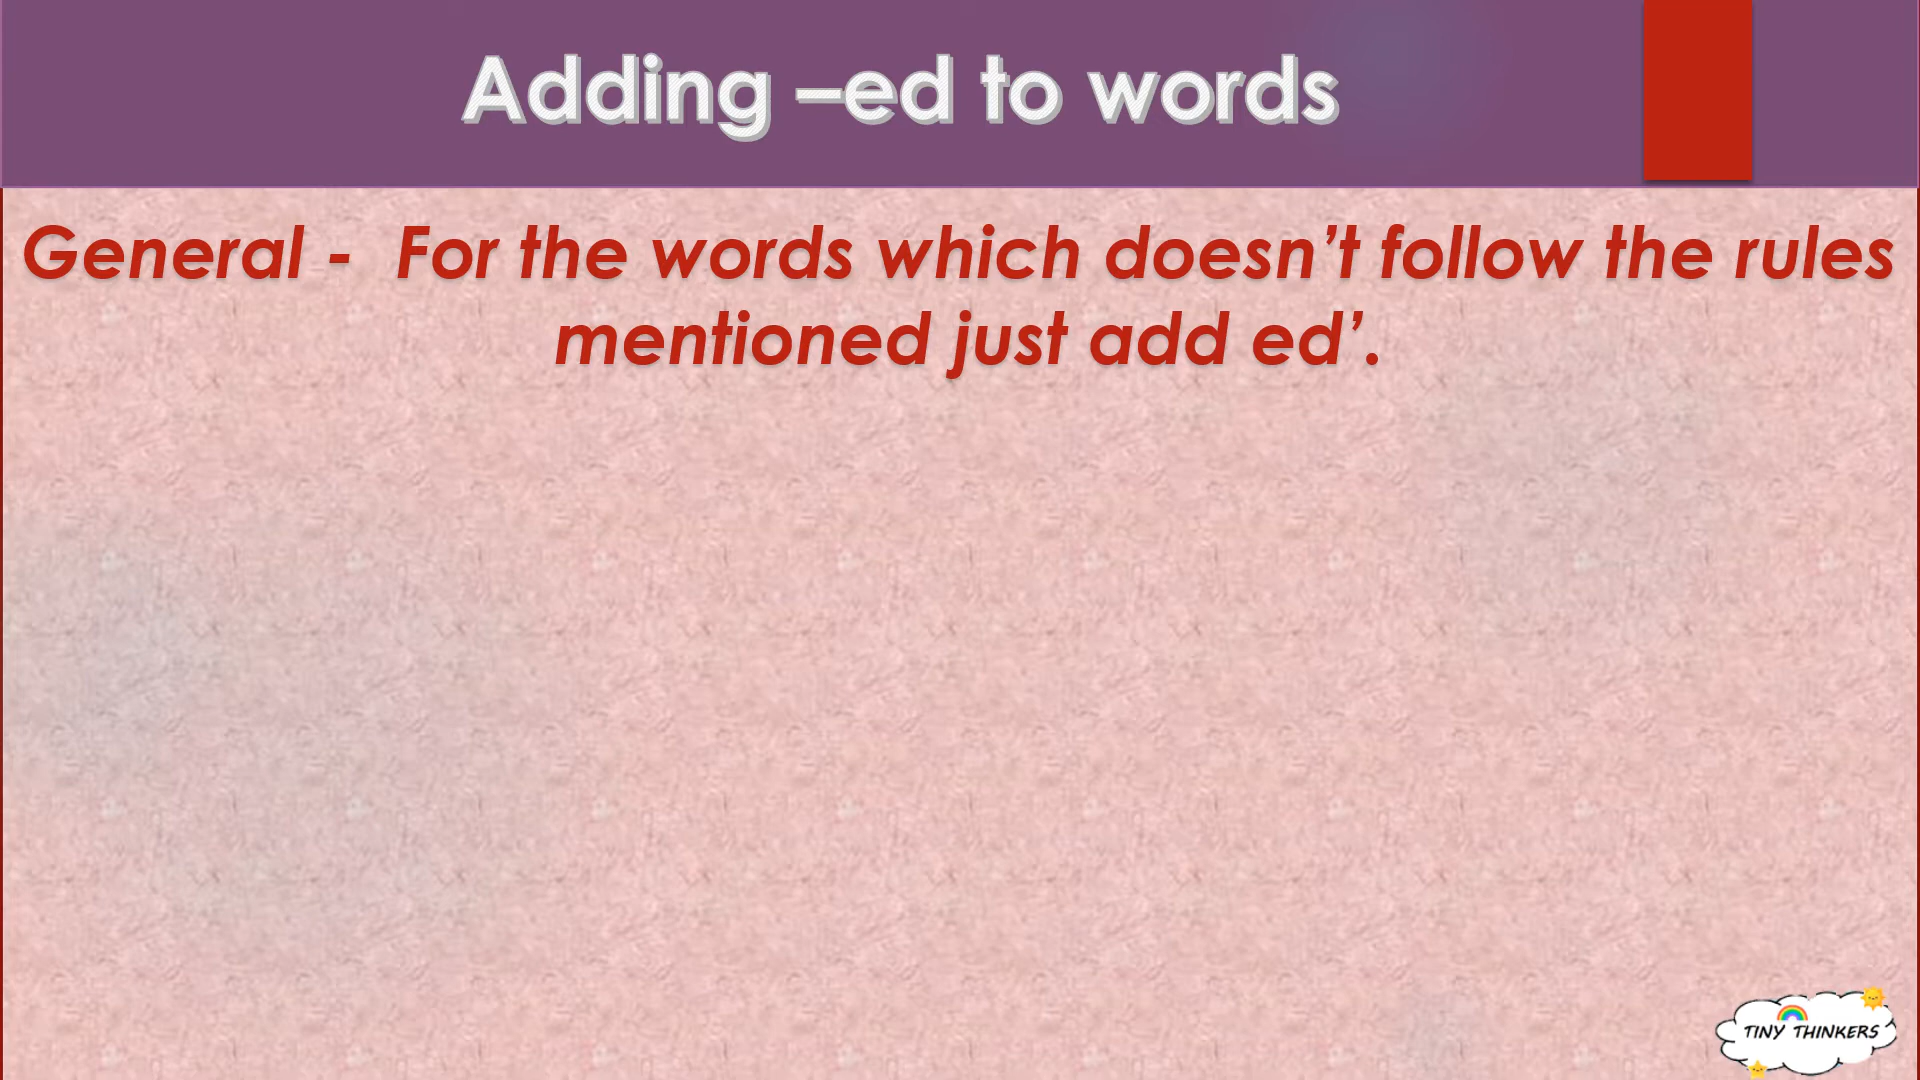 Adding –ed to words
General -  For the words which doesn’t follow the rules
mentioned just add ed’.
TINY THINKERS